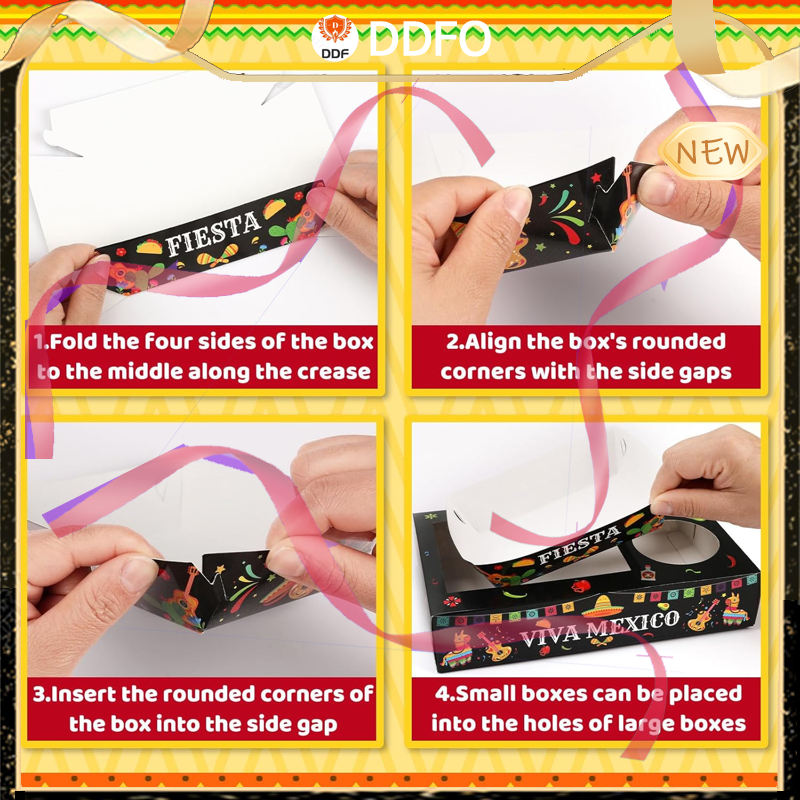 DDF
DDFO
NEW
FIESTA
1.Fold the four sides of the box
to the middle along the crease
2.Align the box's rounded
corners with the side gaps
3.Insert the rounded corners of
the box into the side gap
FIESTA
VIVA MEXICO
4.Small boxes can be placed
into the holes of large boxes